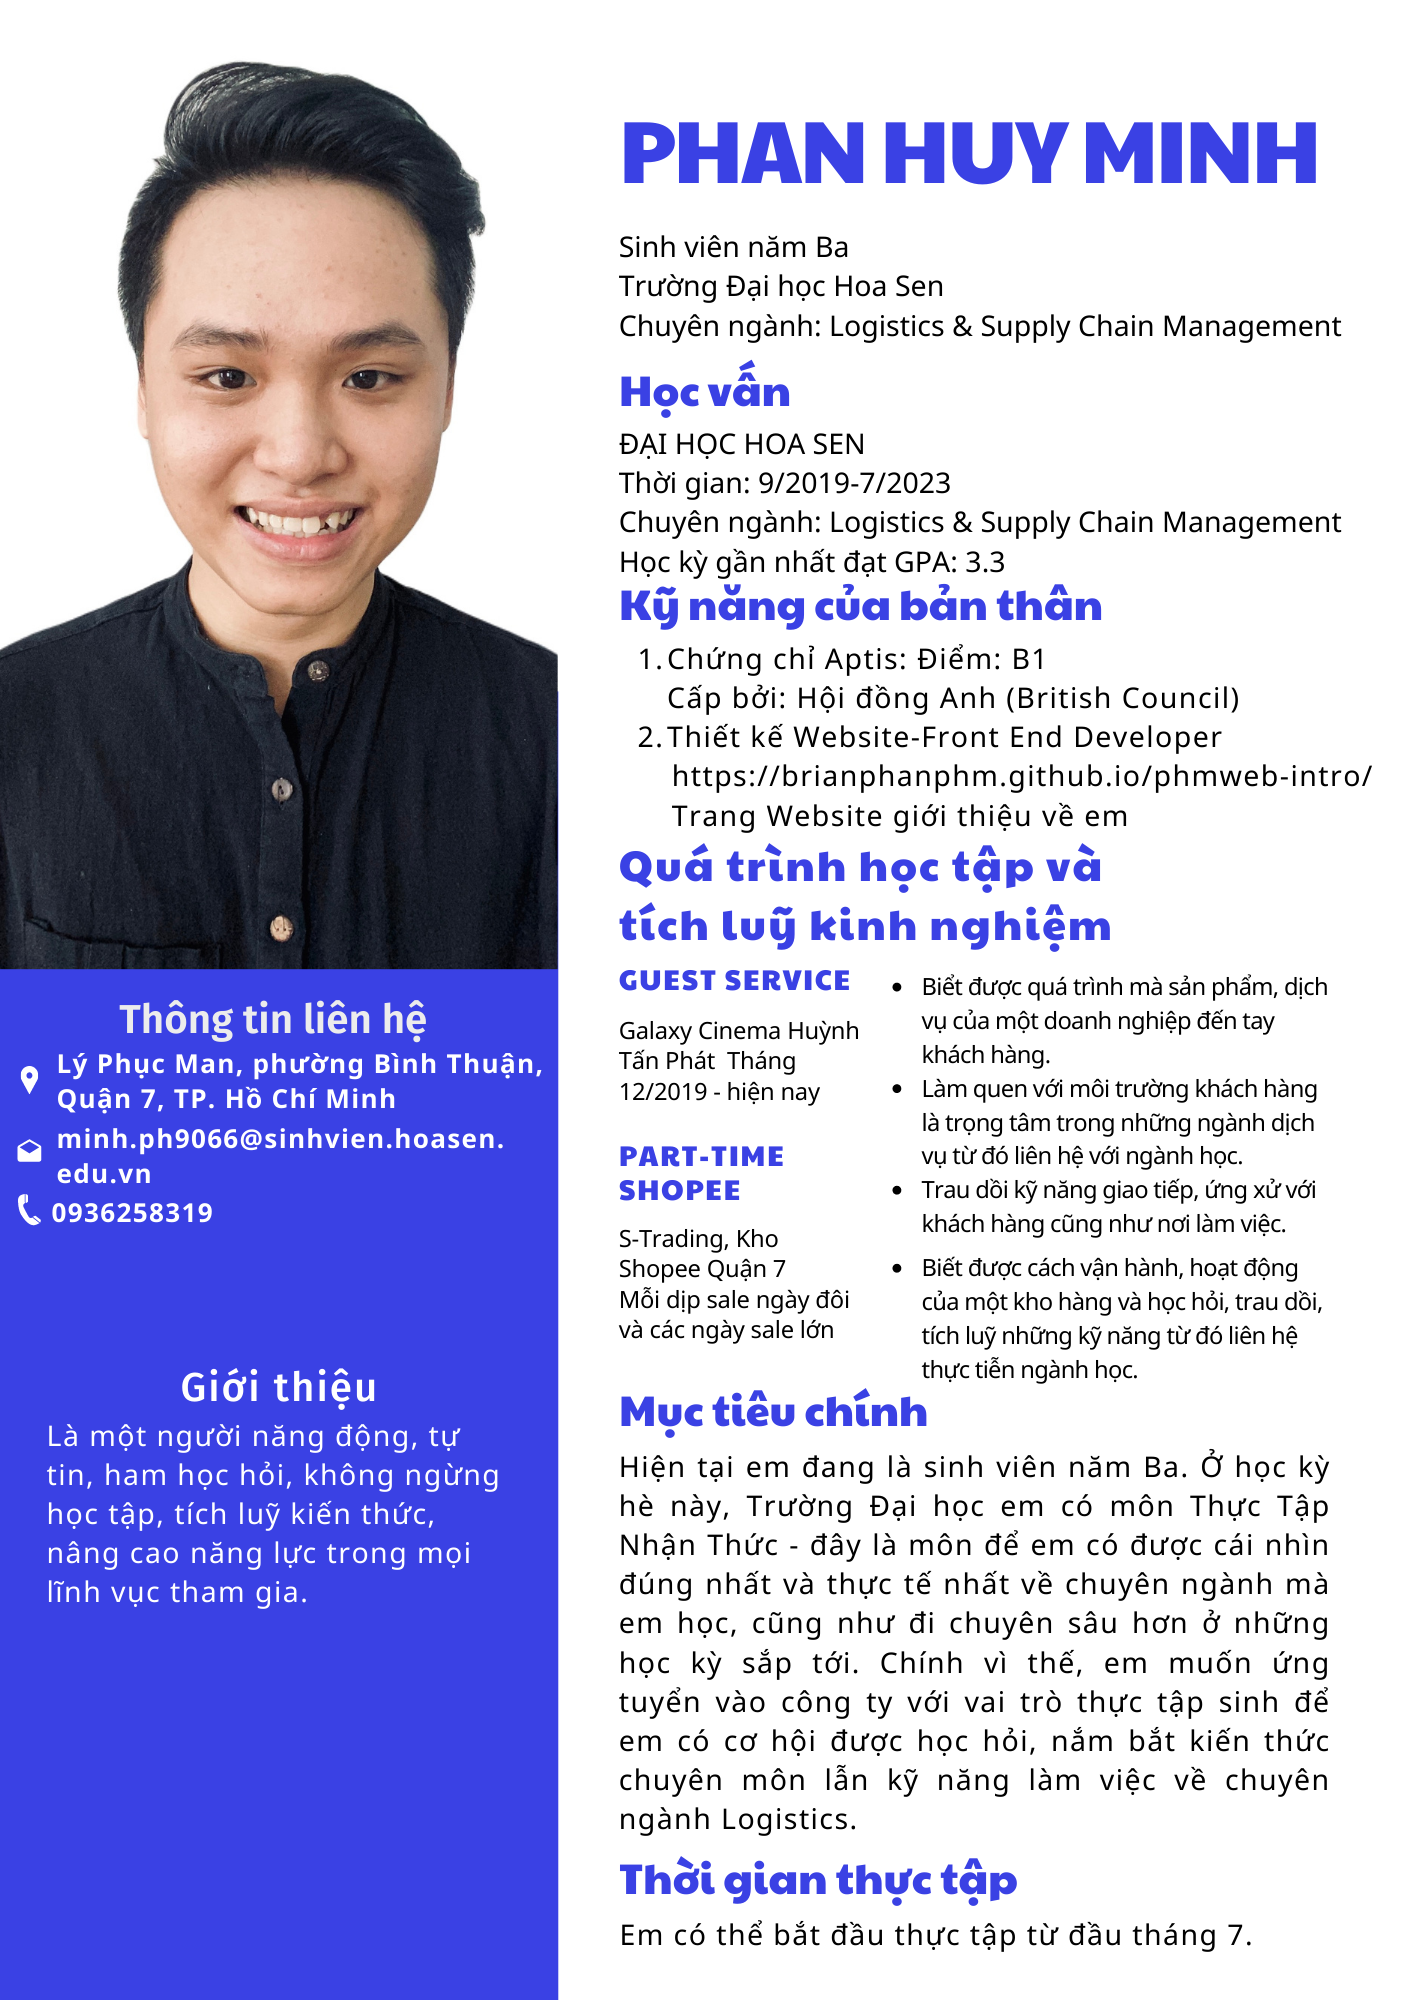 PHAN HUY MINH
Sinh viên năm Ba
Trường Đại học Hoa Sen
Chuyên ngành: Logistics & Supply Chain Management
Học vấn
ĐẠI HỌC HOA SEN
Thời gian: 9/2019-7/2023
Chuyên ngành: Logistics & Supply Chain Management
Học kỳ gần nhất đạt GPA: 3.3
Kỹ năng của bản thân
1. Chứng chỉ Aptis: Điểm: B1
Cấp bởi: Hội đồng Anh (British Council)
2. Thiết kế Website-Front End Developer
https://brianphanphm.github.io/phmweb-intro/
Trang Website giới thiệu về em
Quá trình học tập và
tích luỹ kinh nghiệm
GUEST SERVICE
Galaxy Cinema Huỳnh
Tấn Phát  Tháng
12/2019 - hiện nay
PART-TIME
SHOPEE
S-Trading, Kho
Shopee Quận 7
Mỗi dịp sale ngày đôi
và các ngày sale lớn
• Biết được quá trình mà sản phẩm, dịch
vụ của một doanh nghiệp đến tay
khách hàng.
• Làm quen với môi trường khách hàng
là trọng tâm trong những ngành dịch
vụ từ đó liên hệ với ngành học.
• Trau dồi kỹ năng giao tiếp, ứng xử với
khách hàng cũng như nơi làm việc.
• Biết được cách vận hành, hoạt động
của một kho hàng và học hỏi, trau dồi,
tích luỹ những kỹ năng từ đó liên hệ
thực tiễn ngành học.
Mục tiêu chính
Hiện tại em đang là sinh viên năm Ba. Ở học kỳ
hè này, Trường Đại học em có môn Thực Tập
Nhận Thức - đây là môn để em có được cái nhìn
đúng nhất và thực tế nhất về chuyên ngành mà
em học, cũng như đi chuyên sâu hơn ở những
học kỳ sắp tới. Chính vì thế, em muốn ứng
tuyển vào công ty với vai trò thực tập sinh để
em có cơ hội được học hỏi, nắm bắt kiến thức
chuyên môn lẫn kỹ năng làm việc về chuyên
ngành Logistics.
Thời gian thực tập
Em có thể bắt đầu thực tập từ đầu tháng 7.
Thông tin liên hệ
Lý Phục Man, phường Bình Thuận,
Quận 7, TP. Hồ Chí Minh
minh.ph9066@sinhvien.hoasen.
edu.vn
0936258319
Giới thiệu
Là một người năng động, tự
tin, ham học hỏi, không ngừng
học tập, tích luỹ kiến thức,
nâng cao năng lực trong mọi
lĩnh vục tham gia.